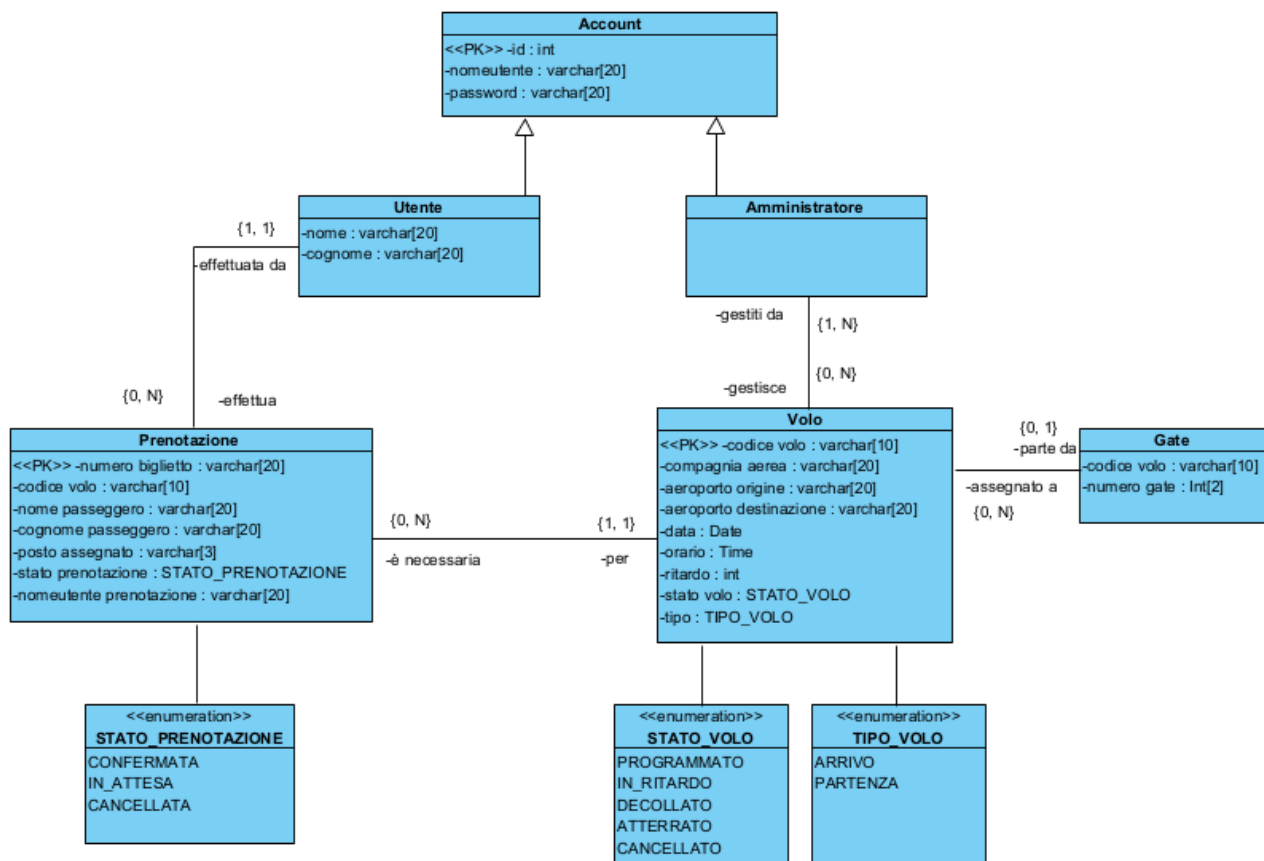 Account
<<PK>> -id : int
-nomeutente : varchar[20]
-password : varchar[20]
Utente
-nome : varchar[20]
-cognome : varchar[20]
Amministratore
{1, 1}
-effettuata da
-gestiti da
{1, N}
{0, N}
-gestisce
{0, N}
-effettua
Prenotazione
<<PK>> -numero biglietto : varchar[20]
-codice volo : varchar[10]
-nome passeggero : varchar[20]
-cognome passeggero : varchar[20]
-posto assegnato : varchar[3]
-stato prenotazione : STATO_PRENOTAZIONE
-nomeutente prenotazione : varchar[20]
{0, N}
-è necessaria
{1, 1}
-per
Volo
<<PK>> -codice volo : varchar[10]
-compagnia aerea : varchar[20]
-aeroporto origine : varchar[20]
-aeroporto destinazione : varchar[20]
-data : Date
-orario : Time
-ritardo : int
-stato volo : STATO_VOLO
-tipo : TIPO_VOLO
{0, 1}
-parte da
-assegnato a
{0, N}
Gate
-codice volo : varchar[10]
-numero gate : Int[2]
<<enumeration>>
STATO_PRENOTAZIONE
CONFERMATA
IN_ATTESA
CANCELLATA
<<enumeration>>
STATO_VOLO
PROGRAMMATO
IN_RITARDO
DECOLLATO
ATTERRATO
CANCELLATO
<<enumeration>>
TIPO_VOLO
ARRIVO
PARTENZA